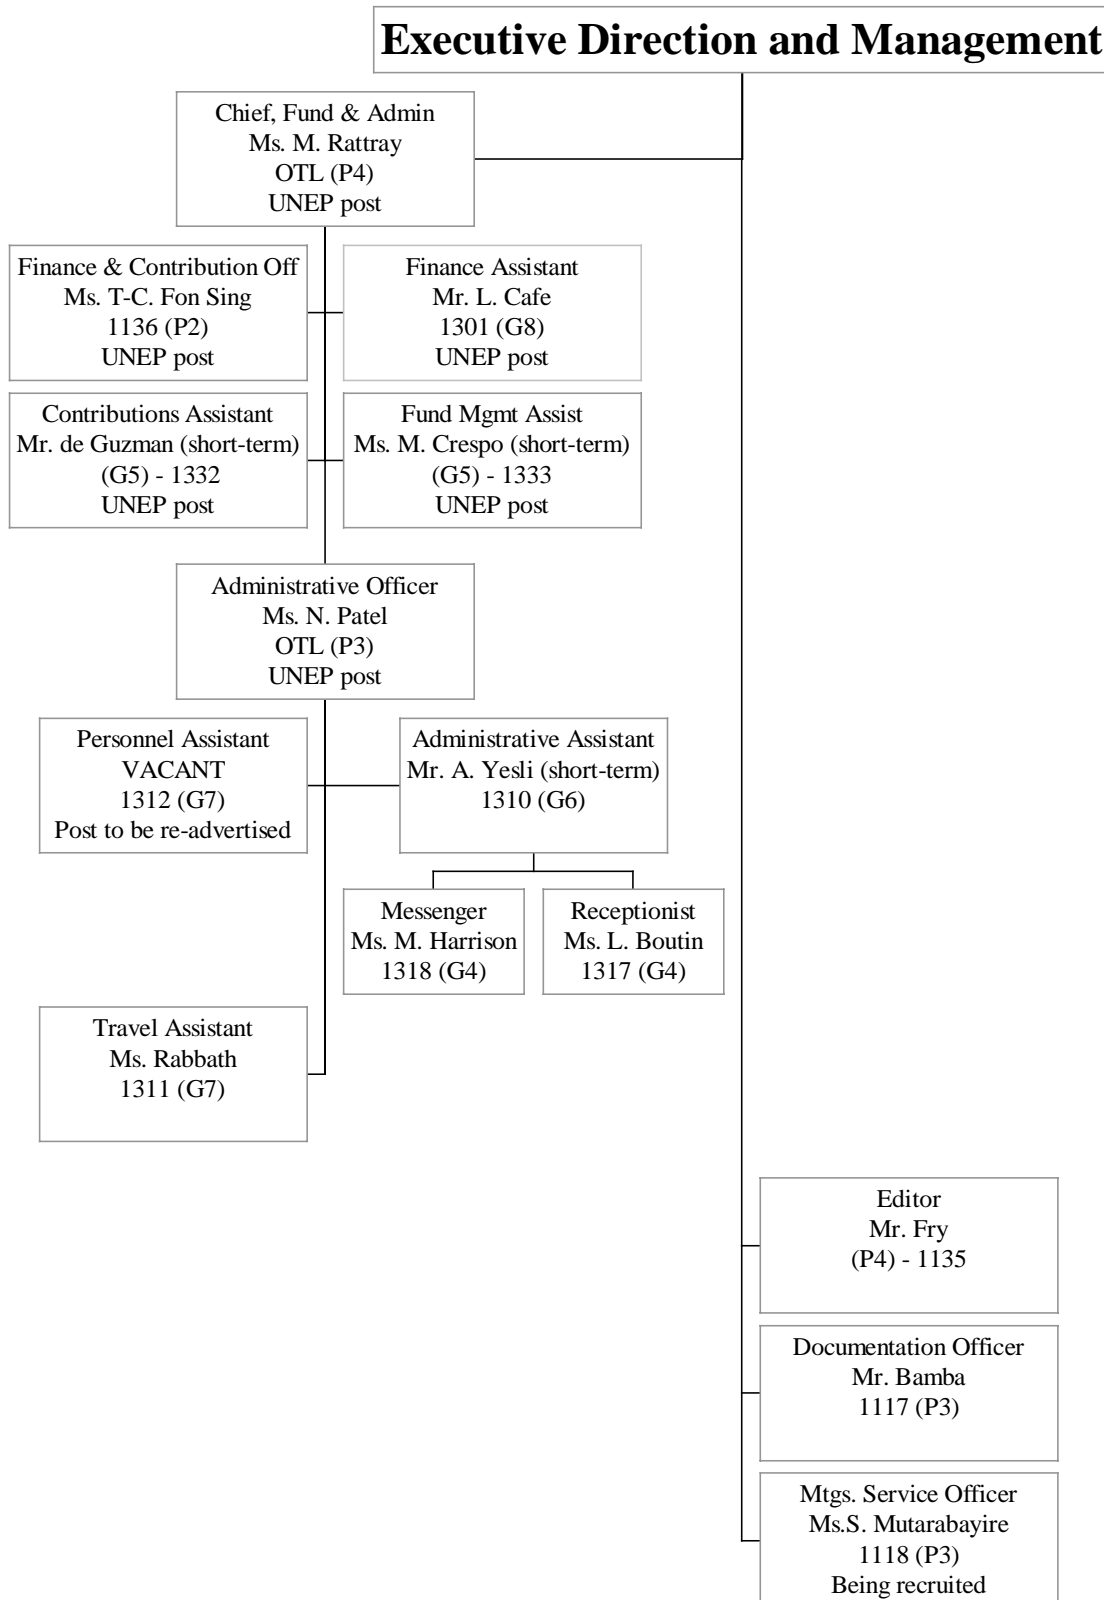 Executive Direction and Management
Chief, Fund & Admin
Ms. M. Rattray
OTL (P4)
UNEP post
Finance & Contribution Off
Ms. T-C. Fon Sing
1136 (P2)
UNEP post
Finance Assistant
Mr. L. Cafe
1301 (G8)
UNEP post
Contributions Assistant
Mr. de Guzman (short-term)
(G5) - 1332
UNEP post
Fund Mgmt Assist
Ms. M. Crespo (short-term)
(G5) - 1333
UNEP post
Administrative Officer
Ms. N. Patel
OTL (P3)
UNEP post
Personnel Assistant
VACANT
1312 (G7)
Post to be re-advertised
Administrative Assistant
Mr. A. Yesli (short-term)
1310 (G6)
Messenger
Ms. M. Harrison
1318 (G4)
Receptionist
Ms. L. Boutin
1317 (G4)
Travel Assistant
Ms. Rabbath
1311 (G7)
Editor
Mr. Fry
(P4) - 1135
Documentation Officer
Mr. Bamba
1117 (P3)
Mtgs. Service Officer
Ms.S. Mutarabayire
1118 (P3)
Being recruited